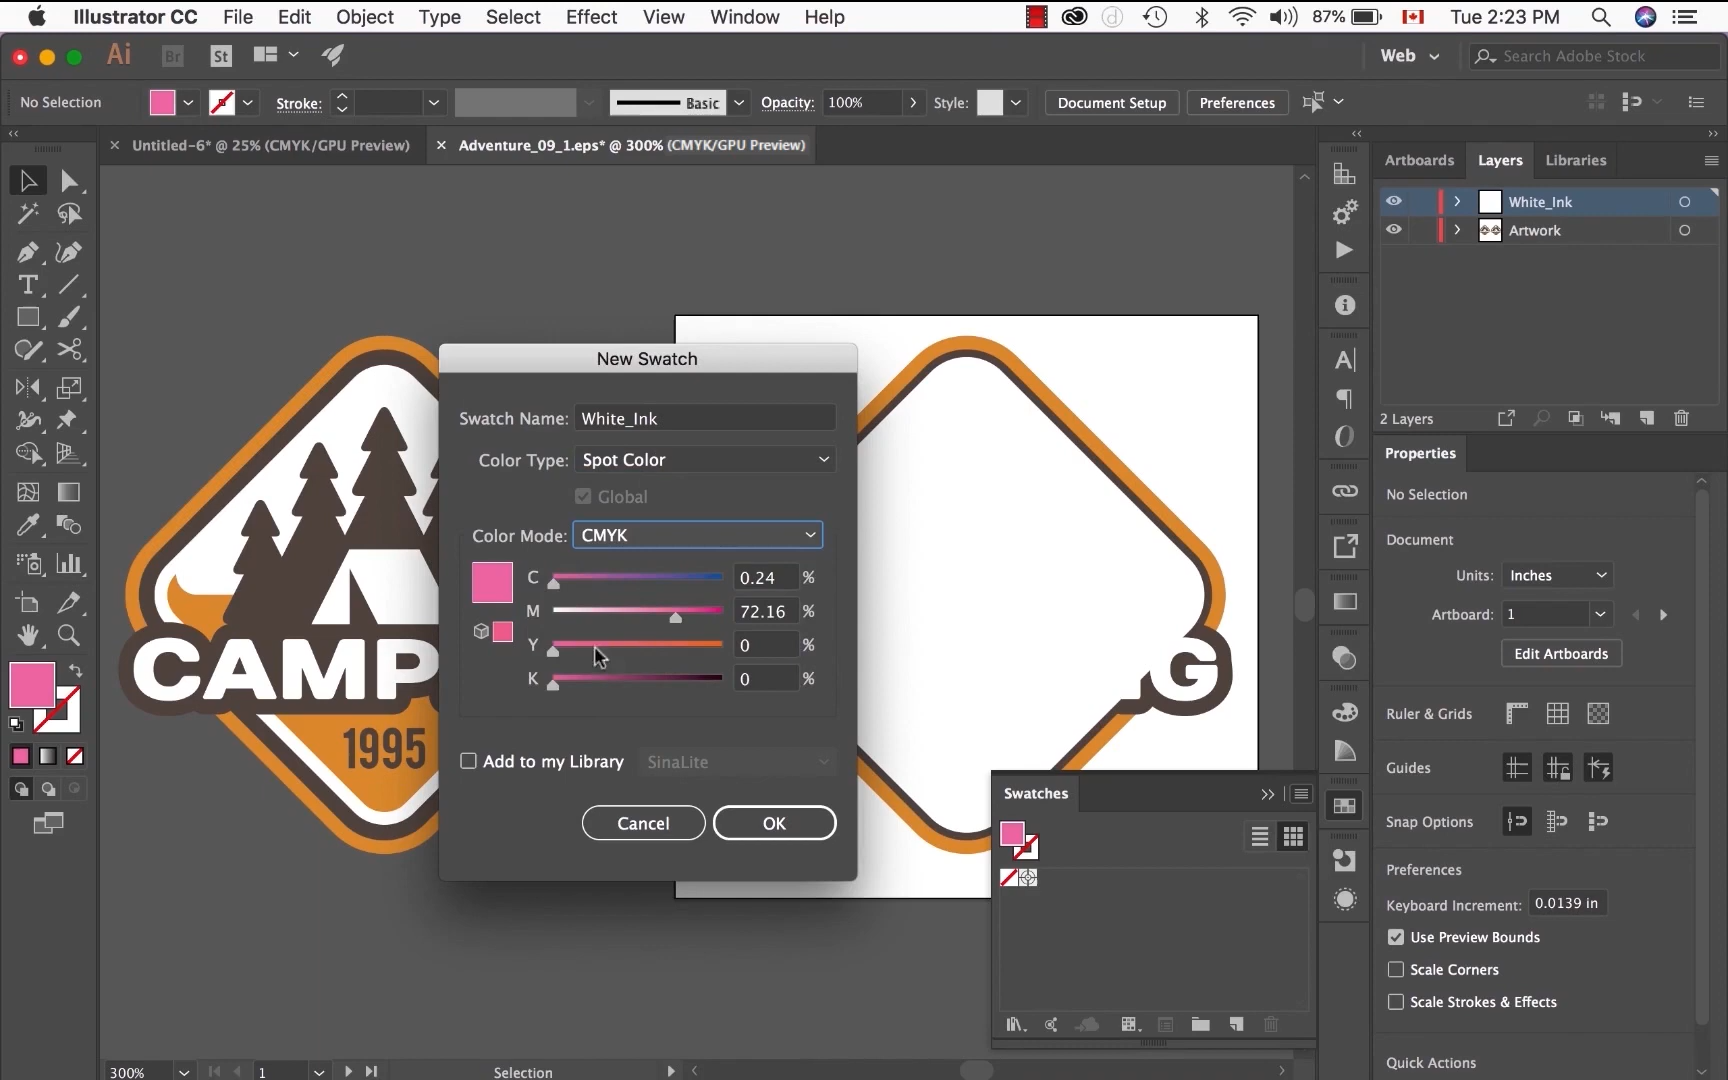 Illustrator CC File Edit Object Type Select Effect View Window Help 87% Tue 2:23 PM
Ai Br St Web Search Adobe Stock
No Selection Stroke: Basic Opacity: 100% Style: Document Setup Preferences
Untitled-6* @ 25% (CMYK/GPU Preview) Adventure_09_1.eps* @ 300% (CMYK/GPU Preview)
Artboards Layers Libraries
White_Ink
Artwork
2 Layers
New Swatch
Swatch Name: White_Ink
Color Type: Spot Color
Global
Color Mode: CMYK
C 0.24 %
M 72.16 %
Y 0 %
K 0 %
Add to my Library SinaLite
Cancel OK
CAMP
1995
G
Swatches
Properties
No Selection
Document
Units: Inches
Artboard: 1
Edit Artboards
Ruler & Grids
Guides
Snap Options
Preferences
Keyboard Increment: 0.0139 in
Use Preview Bounds
Scale Corners
Scale Strokes & Effects
Quick Actions
300% 1 Selection